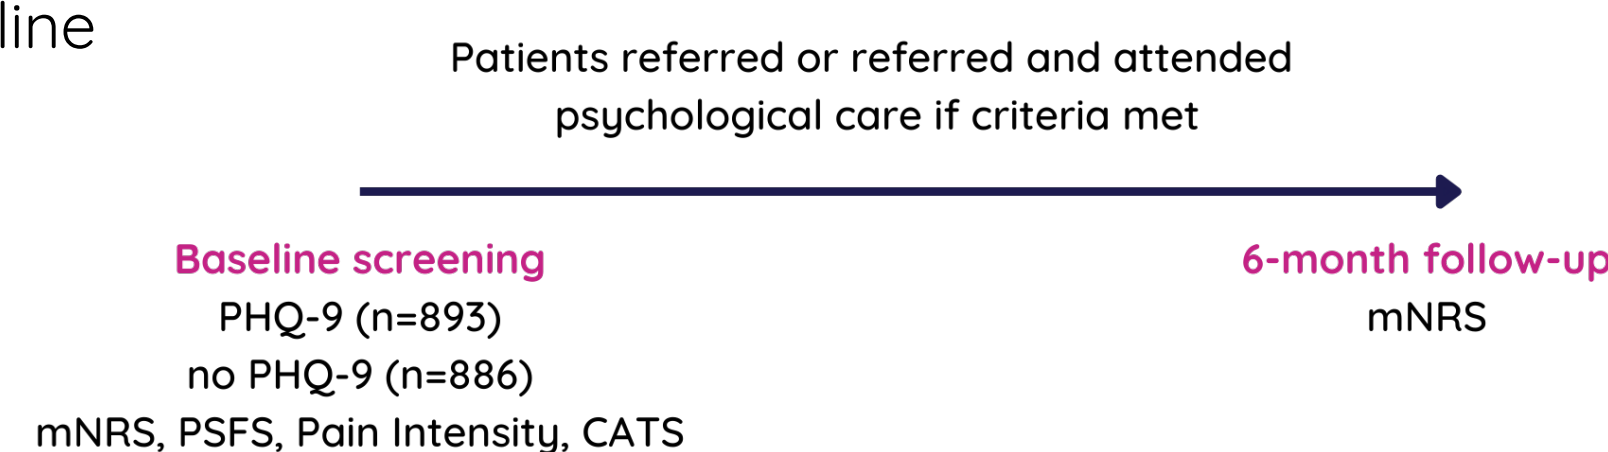 line
Patients referred or referred and attended
psychological care if criteria met
Baseline screening
6-month follow-up
PHQ-9 (n=893)
mNRS
no PHQ-9 (n=886)
mNRS, PSFS, Pain Intensity, CATS